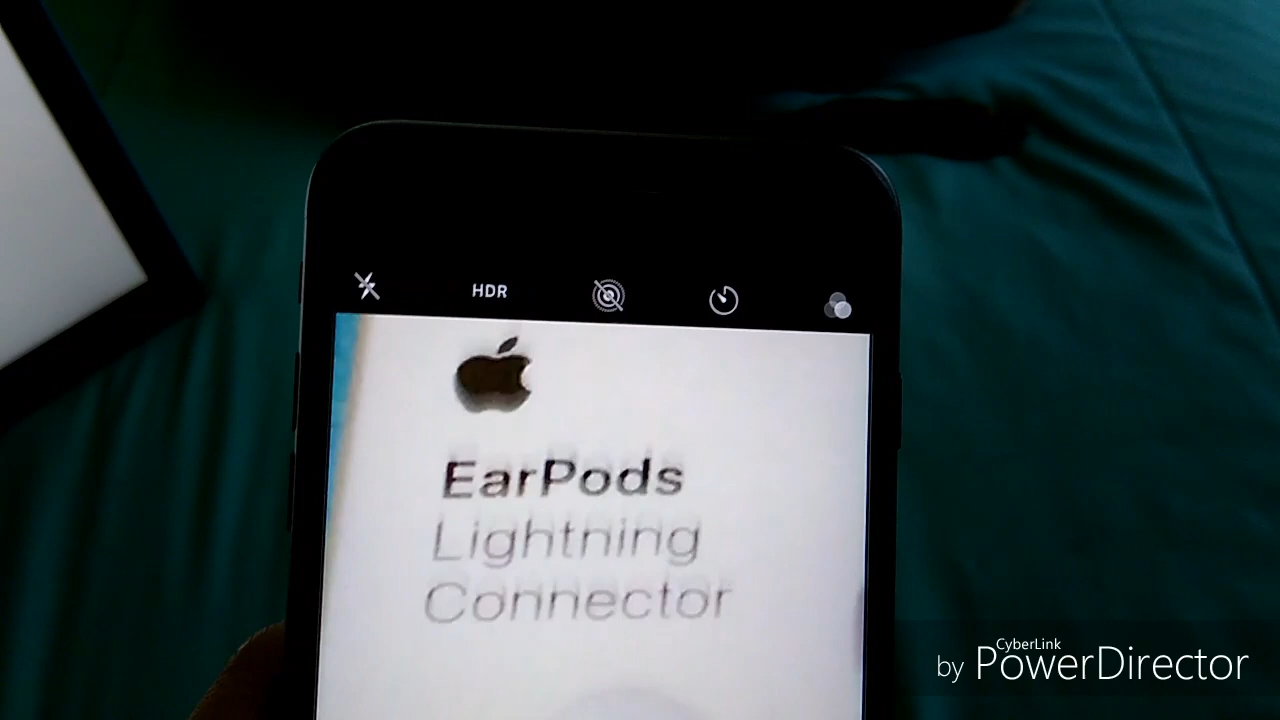 HDR
EarPods
Lightning
Connector
CyberLink
by PowerDirector